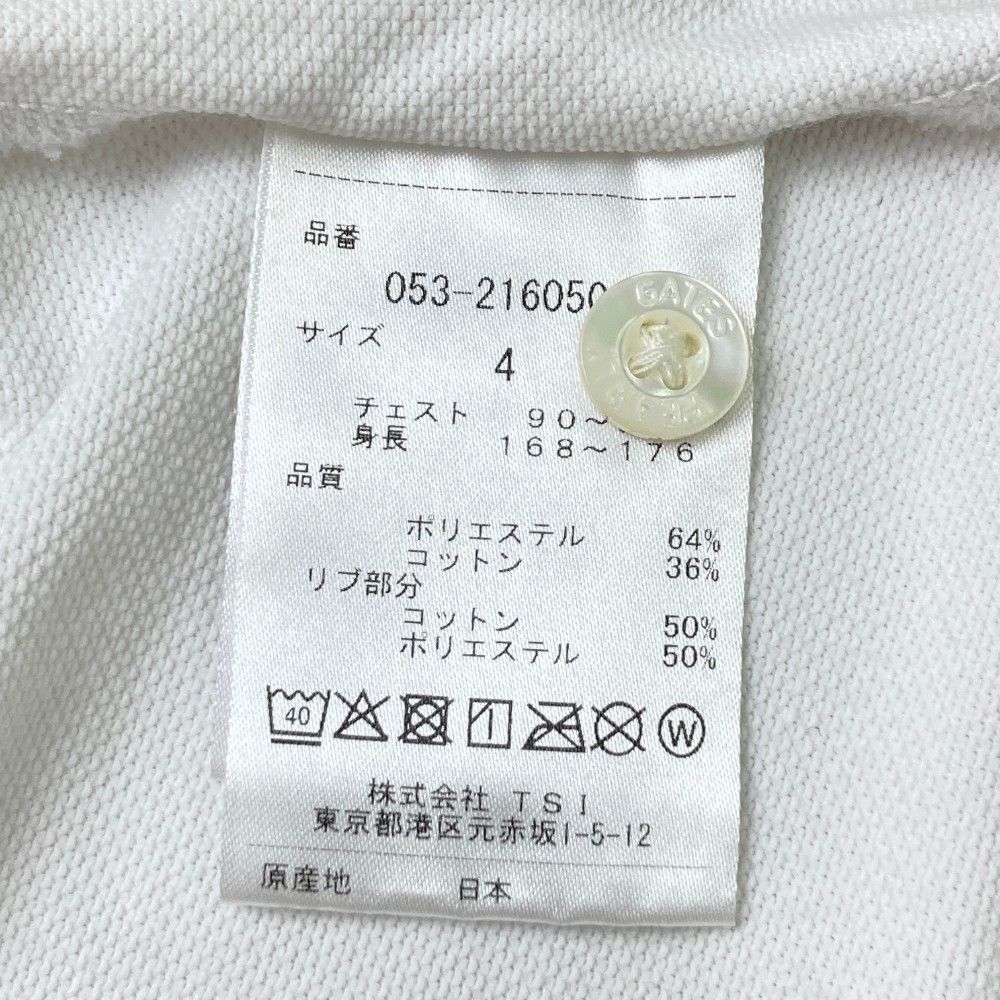 品番
053-216050
サイズ
4
GATES
チェスト 90~
身長 168~176
品質
ポリエステル 64%
コットン 36%
リブ部分
コットン 50%
ポリエステル 50%
40
W
株式会社 TSI
東京都港区元赤坂1-5-12
原産地 日本